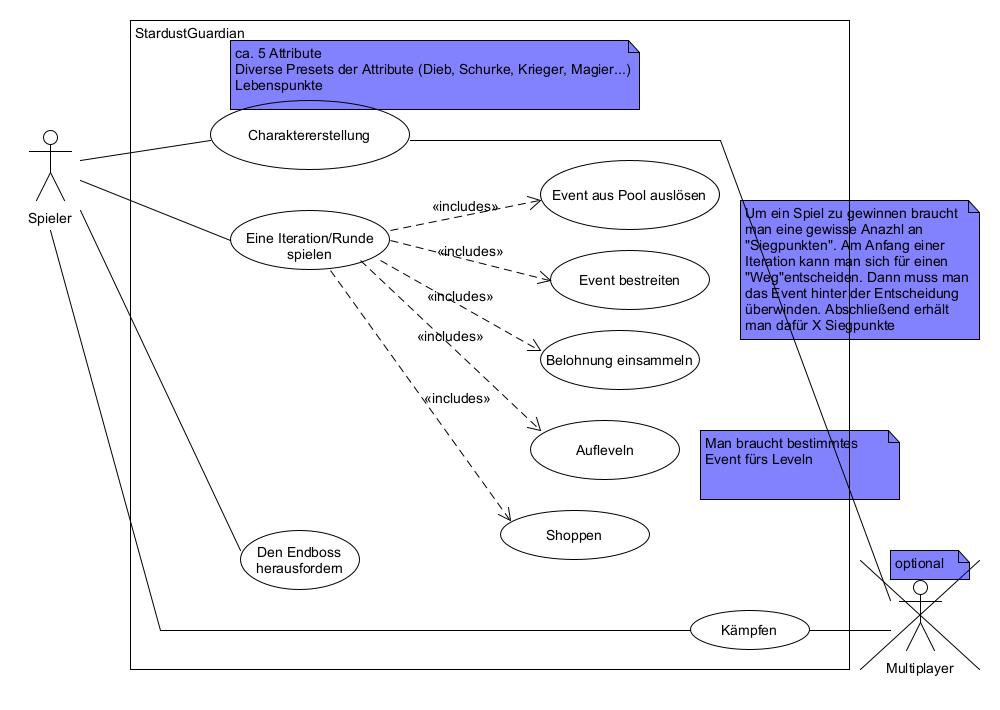 StardustGuardian
ca. 5 Attribute
Diverse Presets der Attribute (Dieb, Schurke, Krieger, Magier...)
Lebenspunkte
Charaktererstellung
Spieler
Eine Iteration/Runde
spielen
«includes»
«includes»
«includes»
«includes»
«includes»
Event aus Pool auslösen
Event bestreiten
Belohnung einsammeln
Aufleveln
Shoppen
Um ein Spiel zu gewinnen braucht
man eine gewisse Anazhl an
"Siegpunkten". Am Anfang einer
Iteration kann man sich für einen
"Weg"entscheiden. Dann muss man
das Event hinter der Entscheidung
überwinden. Abschließend erhält
man dafür X Siegpunkte
Man braucht bestimmtes
Event fürs Leveln
Den Endboss
herausfordern
optional
Kämpfen
Multiplayer